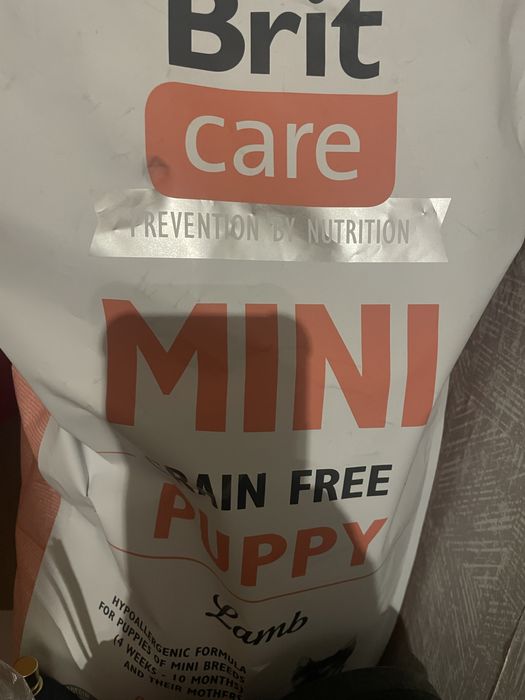 Brit
care
PREVENTION BY NUTRITION
MINI
GRAIN FREE
PUPPY
Lamb
HYPOALLERGENIC FORMULA
FOR PUPPIES OF MINI BREEDS
(4 WEEKS - 10 MONTHS)
AND THEIR MOTHERS